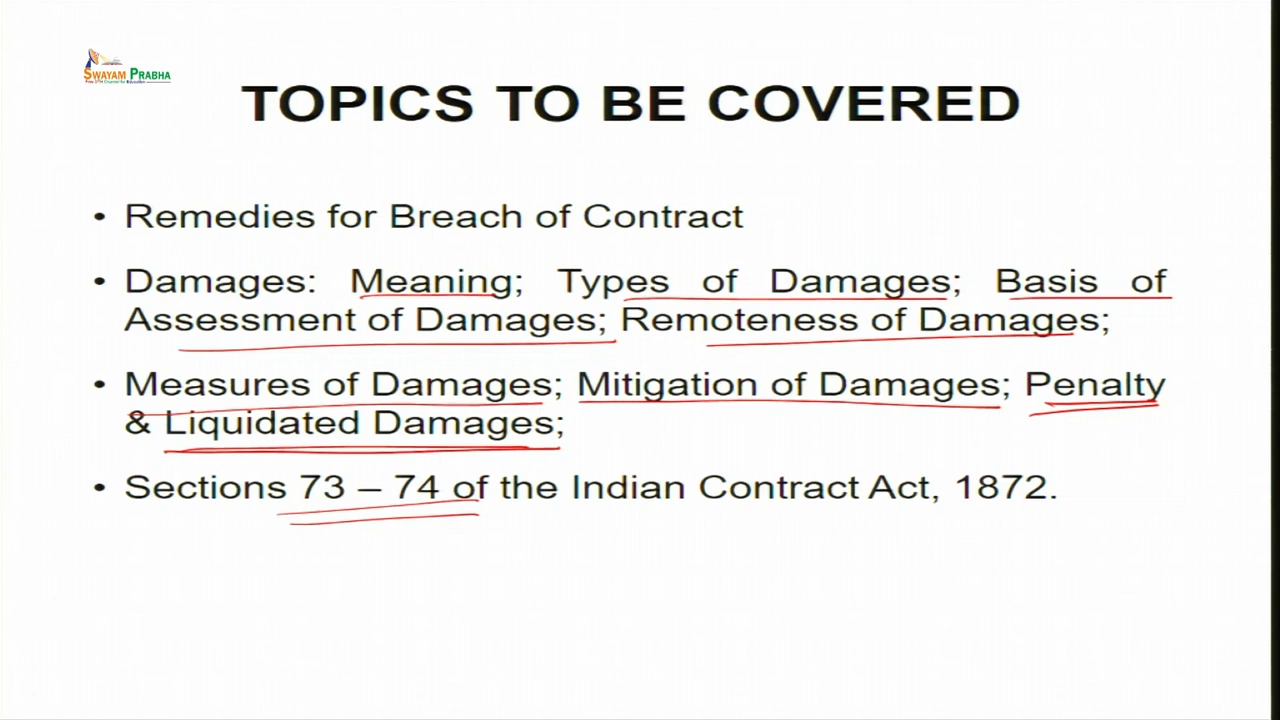 SWAYAM PRABHA
TOPICS TO BE COVERED
• Remedies for Breach of Contract
• Damages: Meaning; Types of Damages; Basis of
Assessment of Damages; Remoteness of Damages;
• Measures of Damages; Mitigation of Damages; Penalty
& Liquidated Damages;
• Sections 73 – 74 of the Indian Contract Act, 1872.